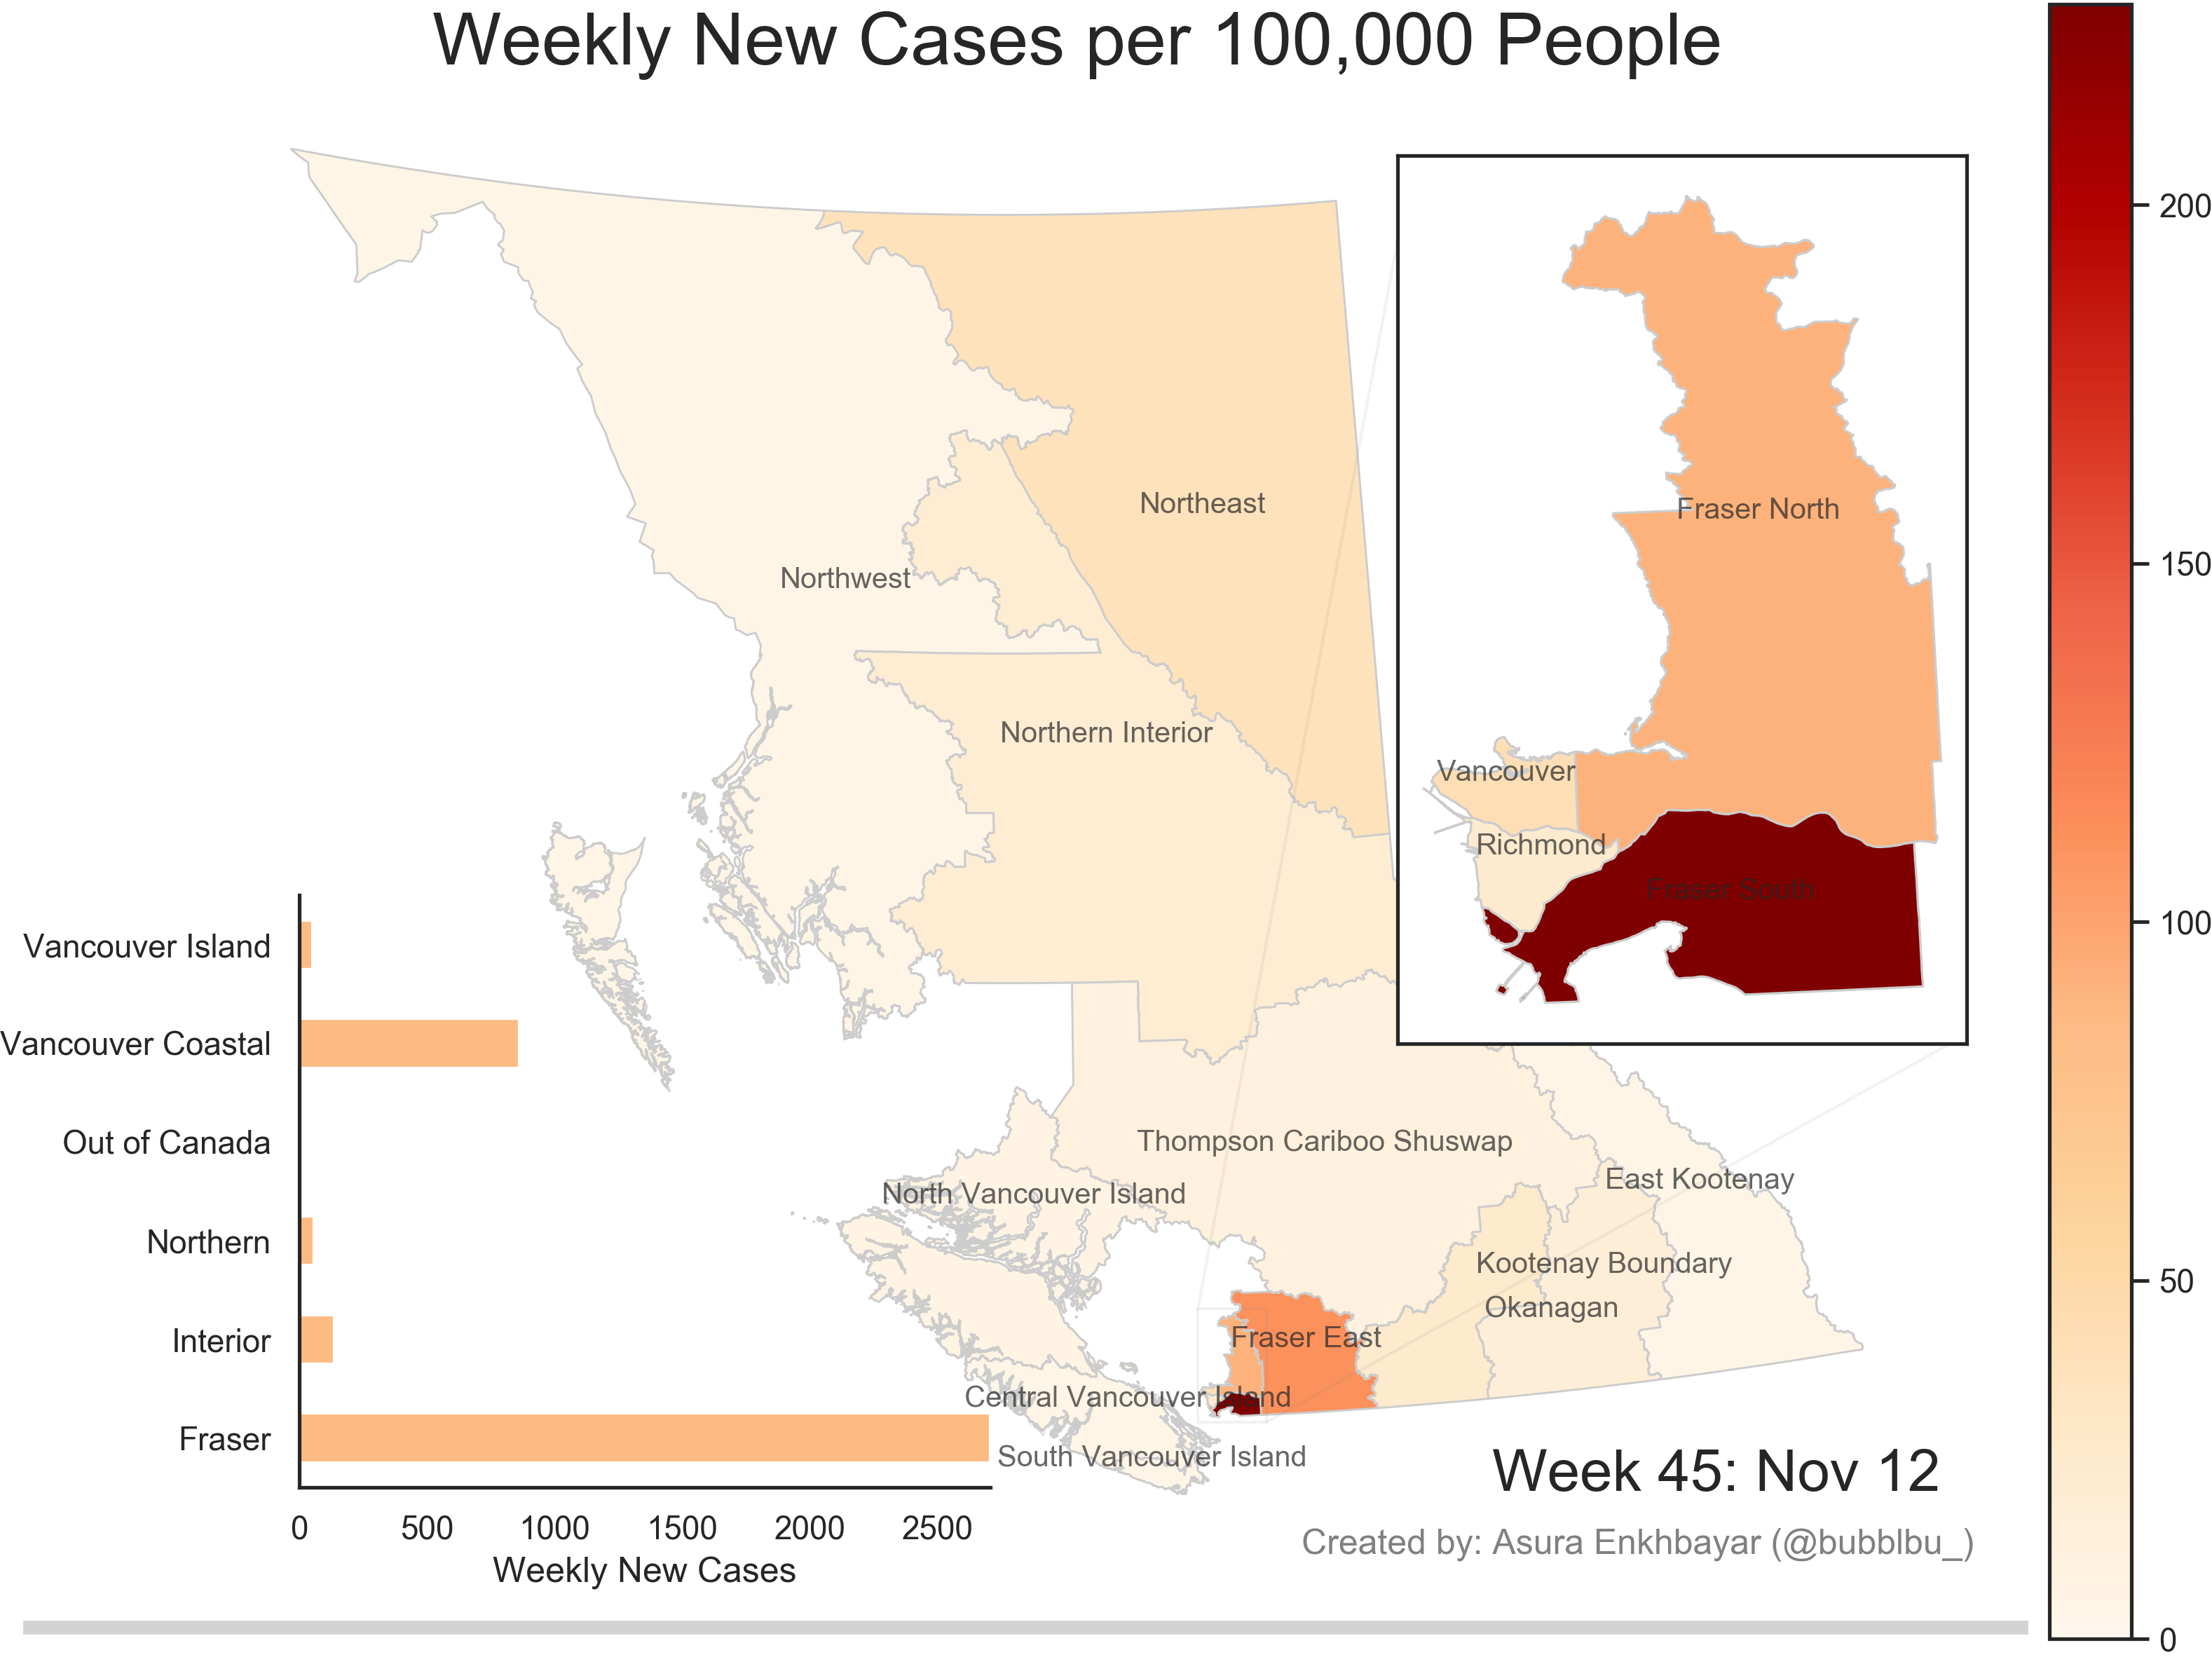 Weekly New Cases per 100,000 People
200
150
100
50
0
Northeast
Northwest
Northern Interior
Fraser North
Vancouver
Richmond
Fraser South
Thompson Cariboo Shuswap
East Kootenay
North Vancouver Island
Kootenay Boundary
Okanagan
Fraser East
Central Vancouver Island
South Vancouver Island
Vancouver Island
Vancouver Coastal
Out of Canada
Northern
Interior
Fraser
0 500 1000 1500 2000 2500
Weekly New Cases
Week 45: Nov 12
Created by: Asura Enkhbayar (@bubblbu_)